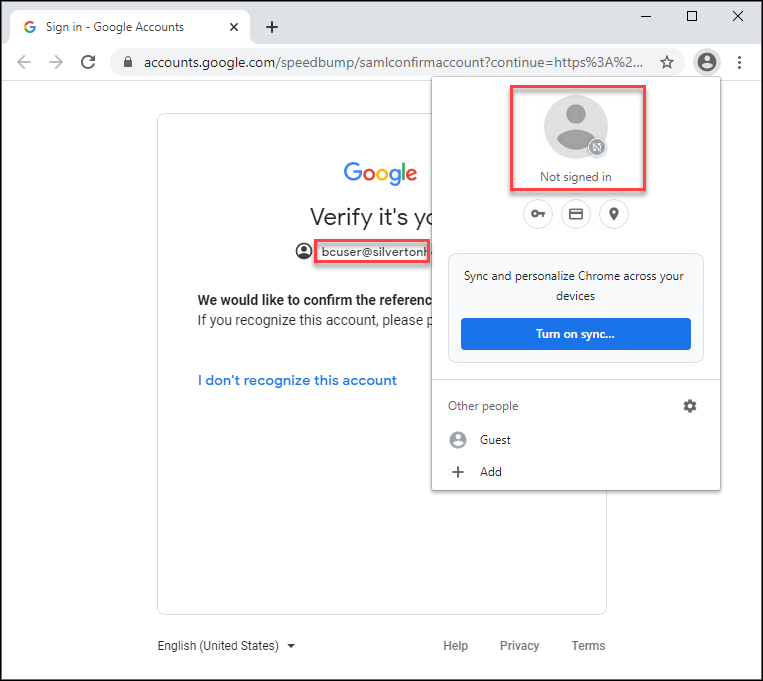 Sign in - Google Accounts
accounts.google.com/speedbump/samlconfirmaccount?continue=https%3A%2...
Google
Verify it's yo
bcuser@silvertonh
We would like to confirm the referenc
If you recognize this account, please p
I don't recognize this account
Not signed in
Sync and personalize Chrome across your
devices
Turn on sync...
Other people
Guest
Add
English (United States)
Help Privacy Terms